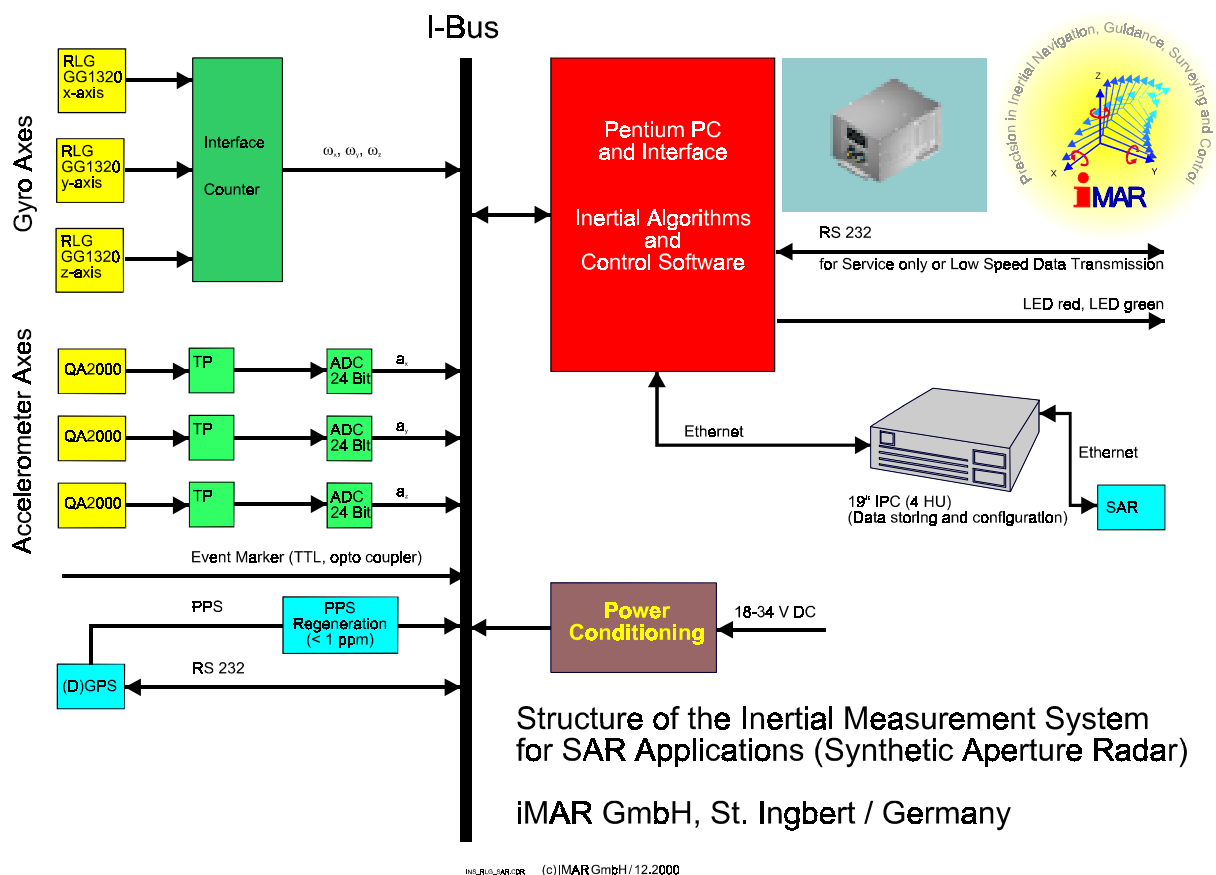 I-Bus
Gyro Axes
RLG
GG1320
x-axis
RLG
GG1320
y-axis
RLG
GG1320
z-axis
Interface
Counter
ωx, ωy, ωz
Pentium PC
and Interface
Inertial Algorithms
and
Control Software
Precision in Inertial Navigation, Guidance, Surveying and Control
Z
X
Y
iMAR
RS 232
for Service only or Low Speed Data Transmission
LED red, LED green
Accelerometer Axes
QA2000
TP
ADC
24 Bit
ax
QA2000
TP
ADC
24 Bit
ay
QA2000
TP
ADC
24 Bit
az
Ethernet
Ethernet
19" IPC (4 HU)
(Data storing and configuration)
SAR
Event Marker (TTL, opto coupler)
PPS
PPS
Regeneration
(< 1 ppm)
(D)GPS
RS 232
Power
Conditioning
18-34 V DC
Structure of the Inertial Measurement System
for SAR Applications (Synthetic Aperture Radar)
iMAR GmbH, St. Ingbert / Germany
INS_RLG_SAR.CDR (c) iMAR GmbH / 12.2000